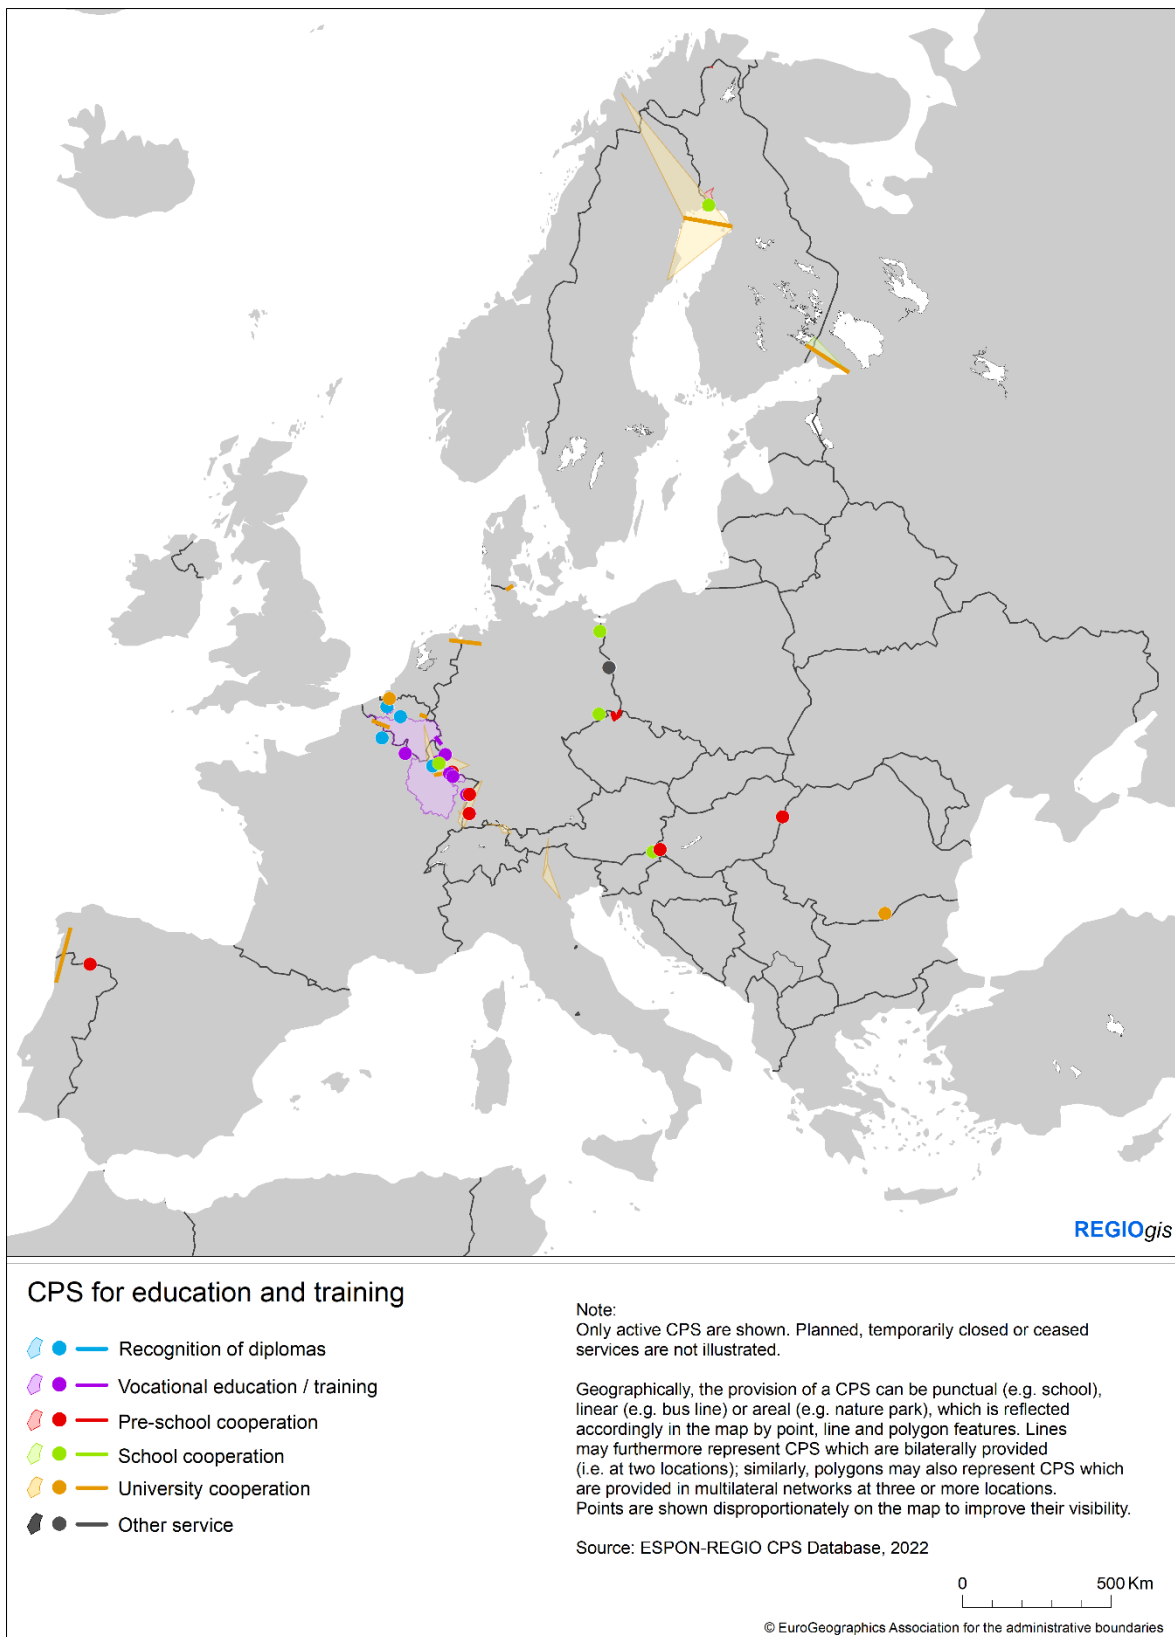 REGIOgis
CPS for education and training
Recognition of diplomas
Vocational education / training
Pre-school cooperation
School cooperation
University cooperation
Other service
Note:
Only active CPS are shown. Planned, temporarily closed or ceased
services are not illustrated.
Geographically, the provision of a CPS can be punctual (e.g. school),
linear (e.g. bus line) or areal (e.g. nature park), which is reflected
accordingly in the map by point, line and polygon features. Lines
may furthermore represent CPS which are bilaterally provided
(i.e. at two locations); similarly, polygons may also represent CPS which
are provided in multilateral networks at three or more locations.
Points are shown disproportionately on the map to improve their visibility.
Source: ESPON-REGIO CPS Database, 2022
0 500 Km
© EuroGeographics Association for the administrative boundaries